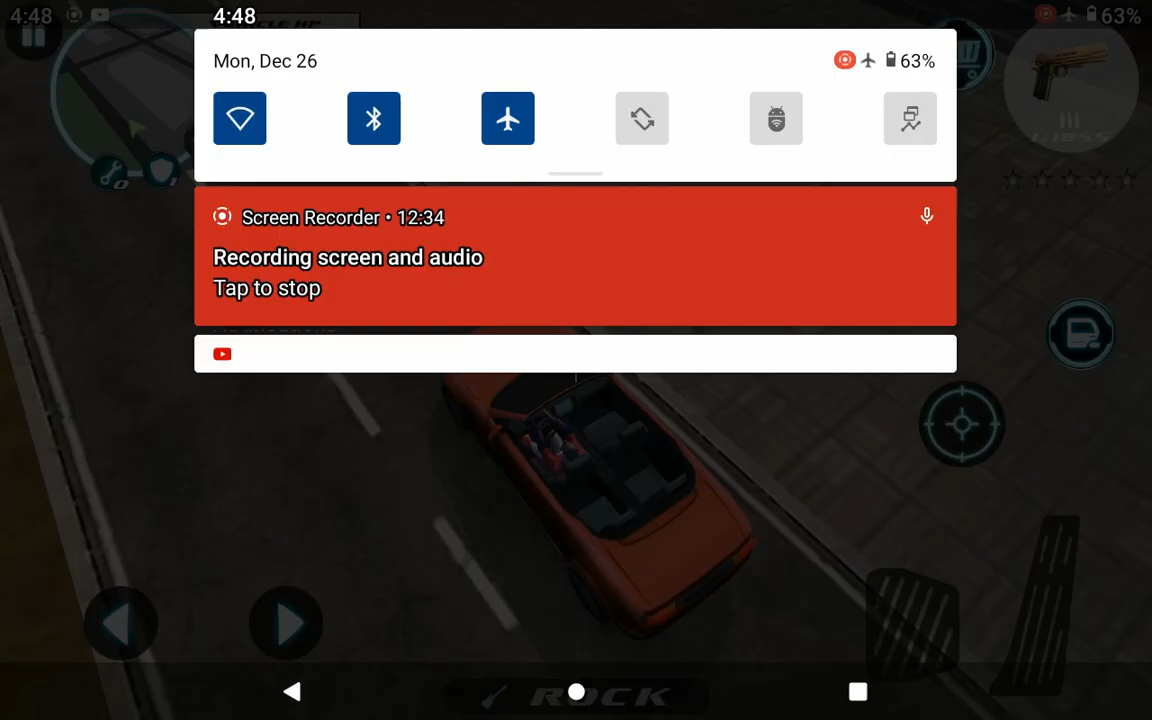 4:48
4:48
63%
Mon, Dec 26
63%
Screen Recorder • 12:34
Recording screen and audio
Tap to stop
ROCK